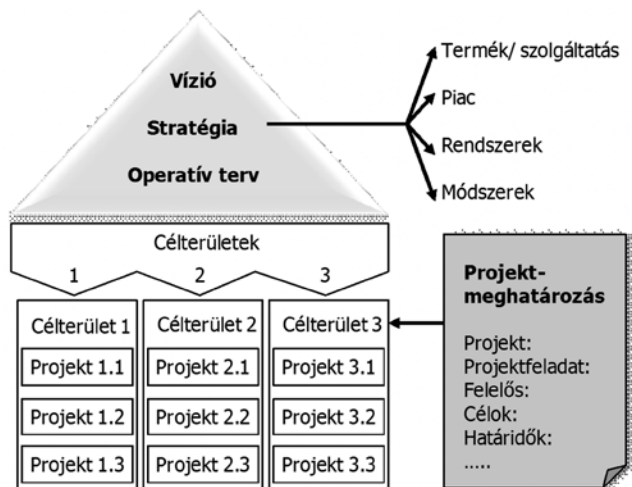 Vízió
Stratégia
Operatív terv
Termék/ szolgáltatás
Piac
Rendszerek
Módszerek
Célterületek
1 2 3
Célterület 1 Célterület 2 Célterület 3
Projekt 1.1 Projekt 2.1 Projekt 3.1
Projekt 1.2 Projekt 2.2 Projekt 3.2
Projekt 1.3 Projekt 2.3 Projekt 3.3
Projekt-
meghatározás
Projekt:
Projektfeladat:
Felelős:
Célok:
Határidők:
.....